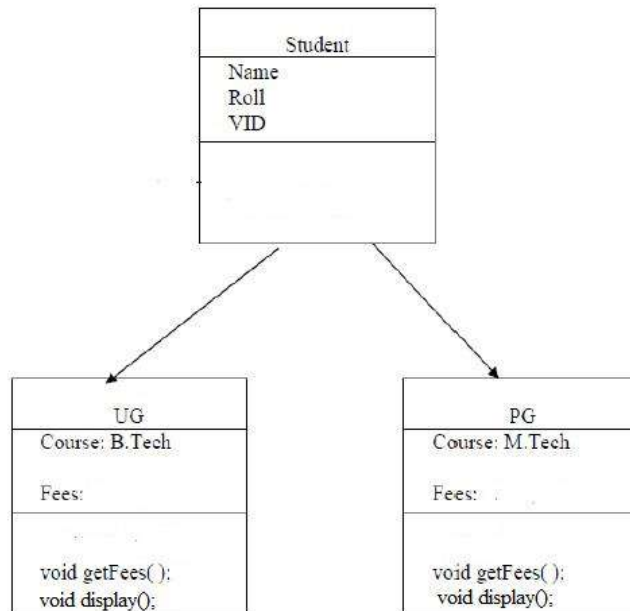 Student
Name
Roll
VID
UG
Course: B.Tech
Fees:
void getFees( );
void display();
PG
Course: M.Tech
Fees:
void getFees( );
void display();